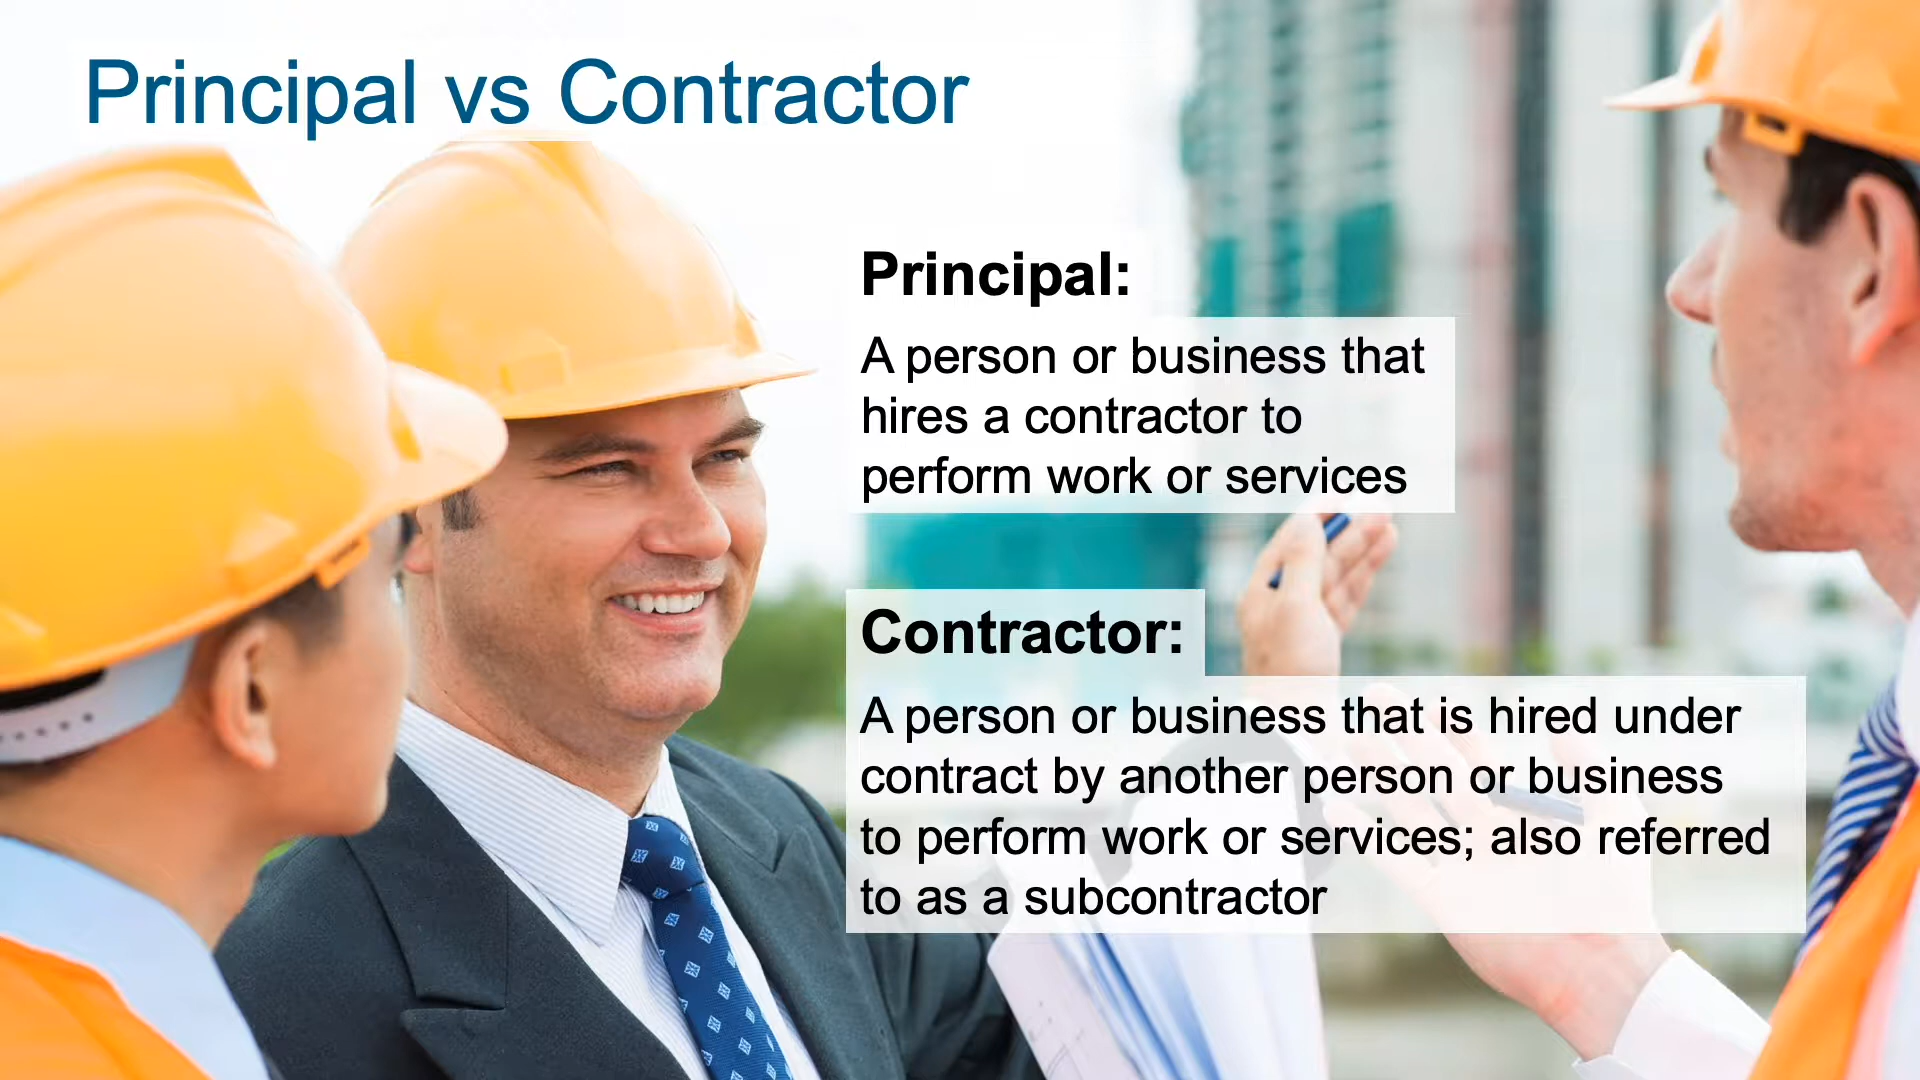 Principal vs Contractor
Principal:
A person or business that
hires a contractor to
perform work or services
Contractor:
A person or business that is hired under
contract by another person or business
to perform work or services; also referred
to as a subcontractor